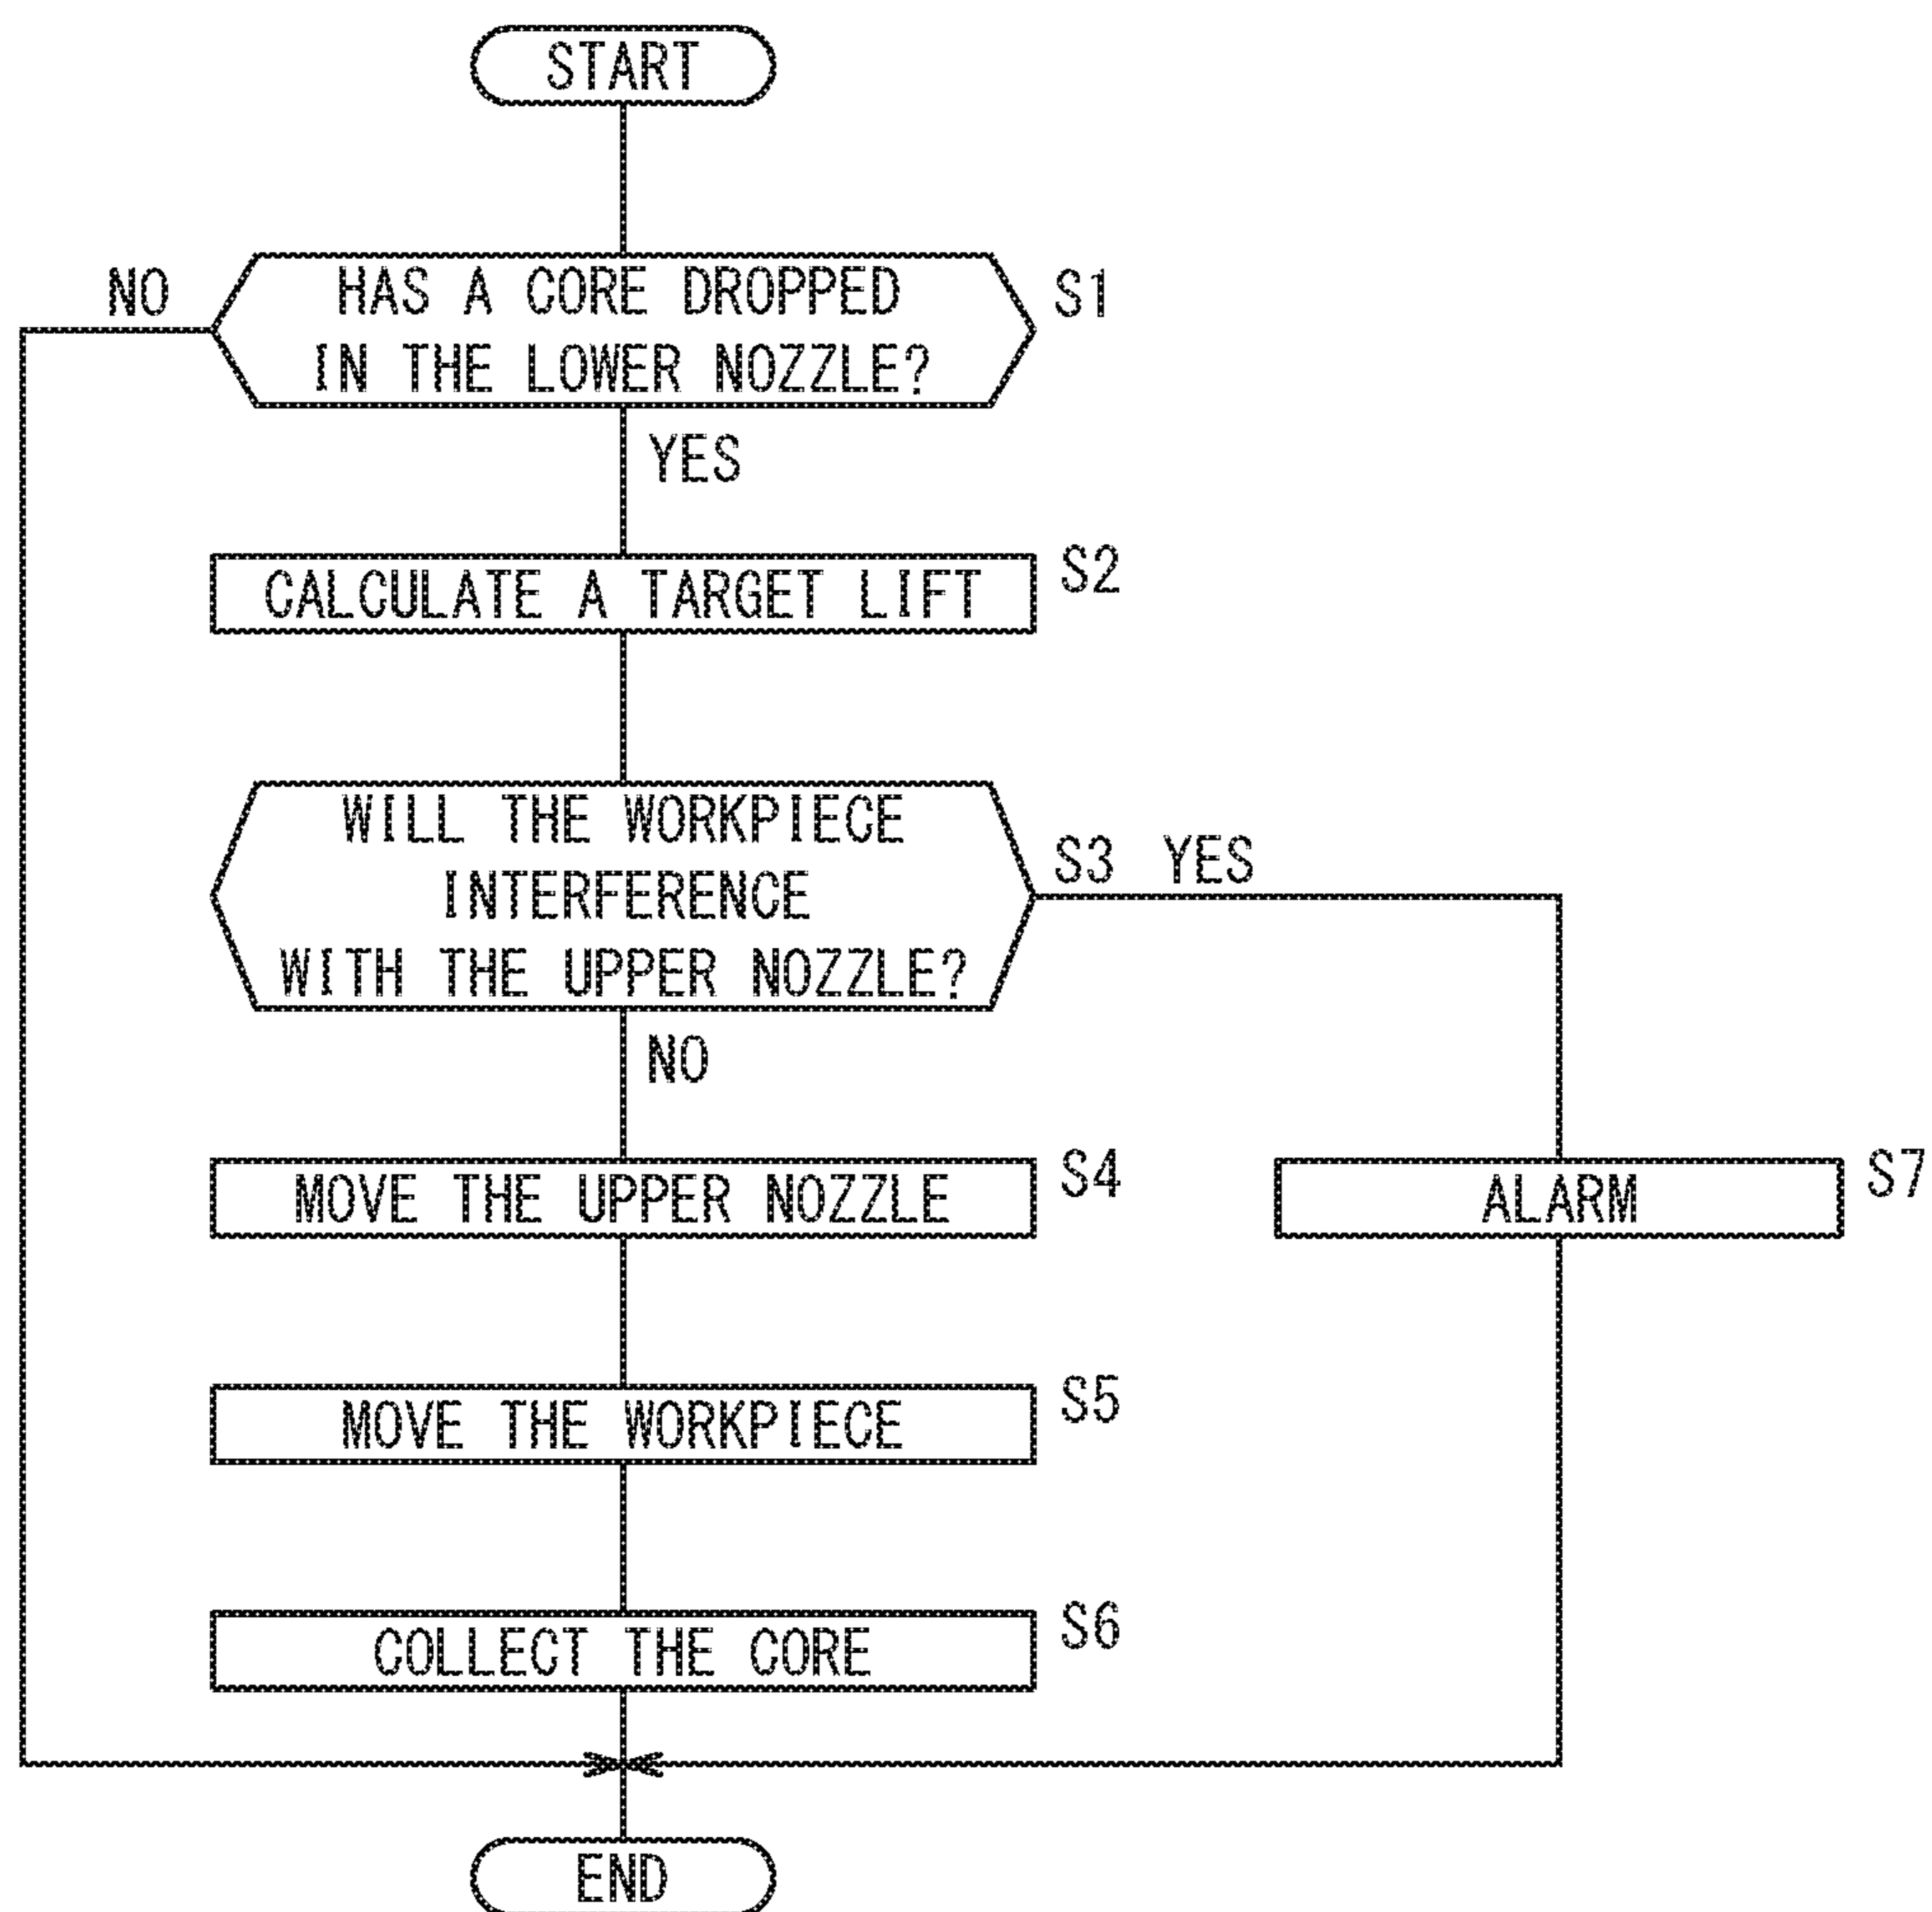 START
NO
HAS A CORE DROPPED
IN THE LOWER NOZZLE?
S1
YES
CALCULATE A TARGET LIFT
S2
WILL THE WORKPIECE
INTERFERENCE
WITH THE UPPER NOZZLE?
S3 YES
NO
MOVE THE UPPER NOZZLE
S4
ALARM
S7
MOVE THE WORKPIECE
S5
COLLECT THE CORE
S6
END